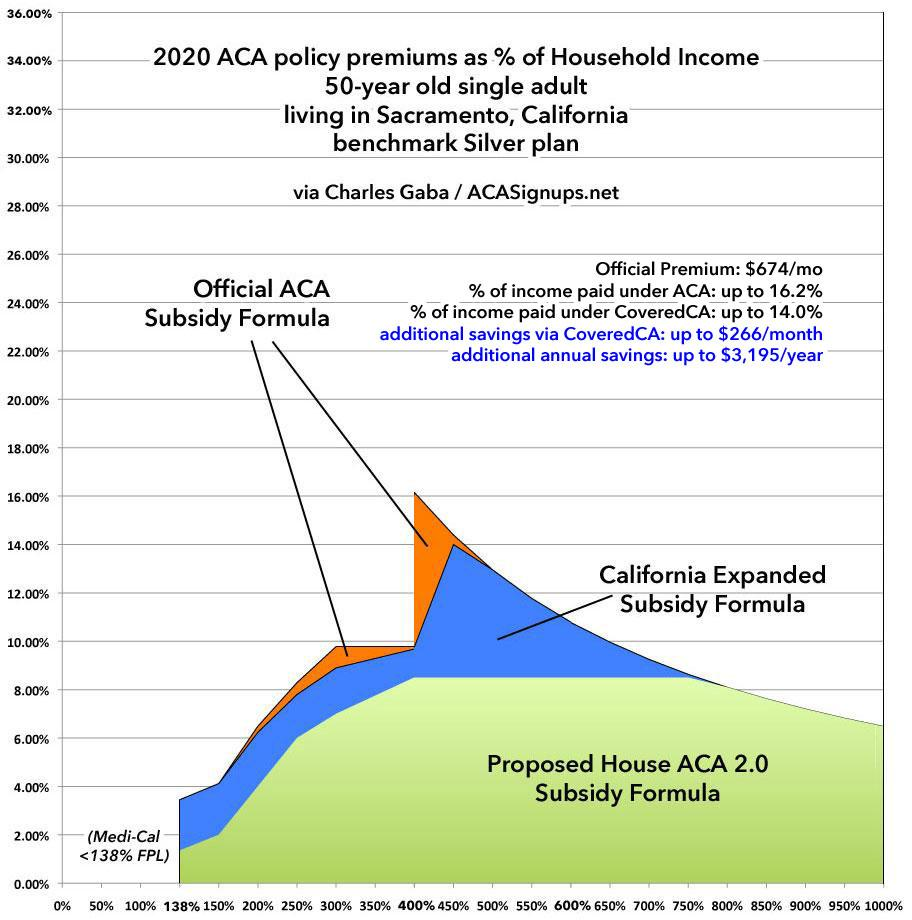 36.00%
34.00%
32.00%
30.00%
28.00%
26.00%
24.00%
22.00%
20.00%
18.00%
16.00%
14.00%
12.00%
10.00%
8.00%
6.00%
4.00%
2.00%
0.00%
2020 ACA policy premiums as % of Household Income
50-year old single adult
living in Sacramento, California
benchmark Silver plan
via Charles Gaba / ACASignups.net
Official Premium: $674/mo
% of income paid under ACA: up to 16.2%
% of income paid under CoveredCA: up to 14.0%
additional savings via CoveredCA: up to $266/month
additional annual savings: up to $3,195/year
Official ACA
Subsidy Formula
California Expanded
Subsidy Formula
Proposed House ACA 2.0
Subsidy Formula
(Medi-Cal
<138% FPL)
0% 50% 100% 138% 150% 200% 250% 300% 350% 400% 450% 500% 550% 600% 650% 700% 750% 800% 850% 900% 950% 1000%